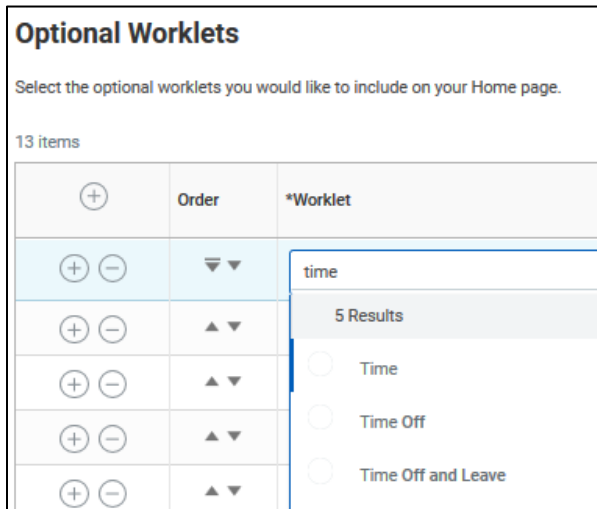 Optional Worklets
Select the optional worklets you would like to include on your Home page.
13 items
Order
*Worklet
time
5 Results
Time
Time Off
Time Off and Leave